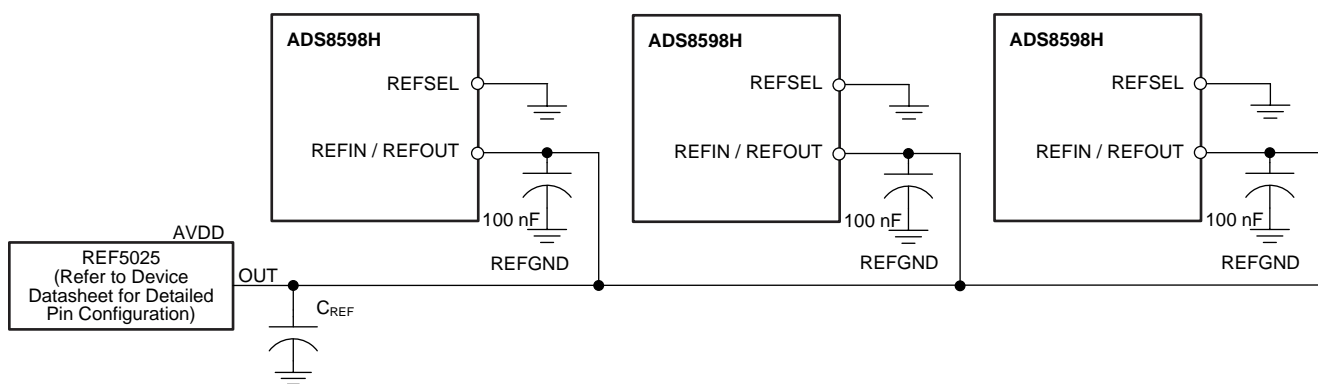 ADS8598H
REFSEL
REFIN / REFOUT
100 nF
REFGND
ADS8598H
REFSEL
REFIN / REFOUT
100 nF
REFGND
ADS8598H
REFSEL
REFIN / REFOUT
100 nF
REFGND
AVDD
REF5025
(Refer to Device
Datasheet for Detailed
Pin Configuration)
OUT
CREF